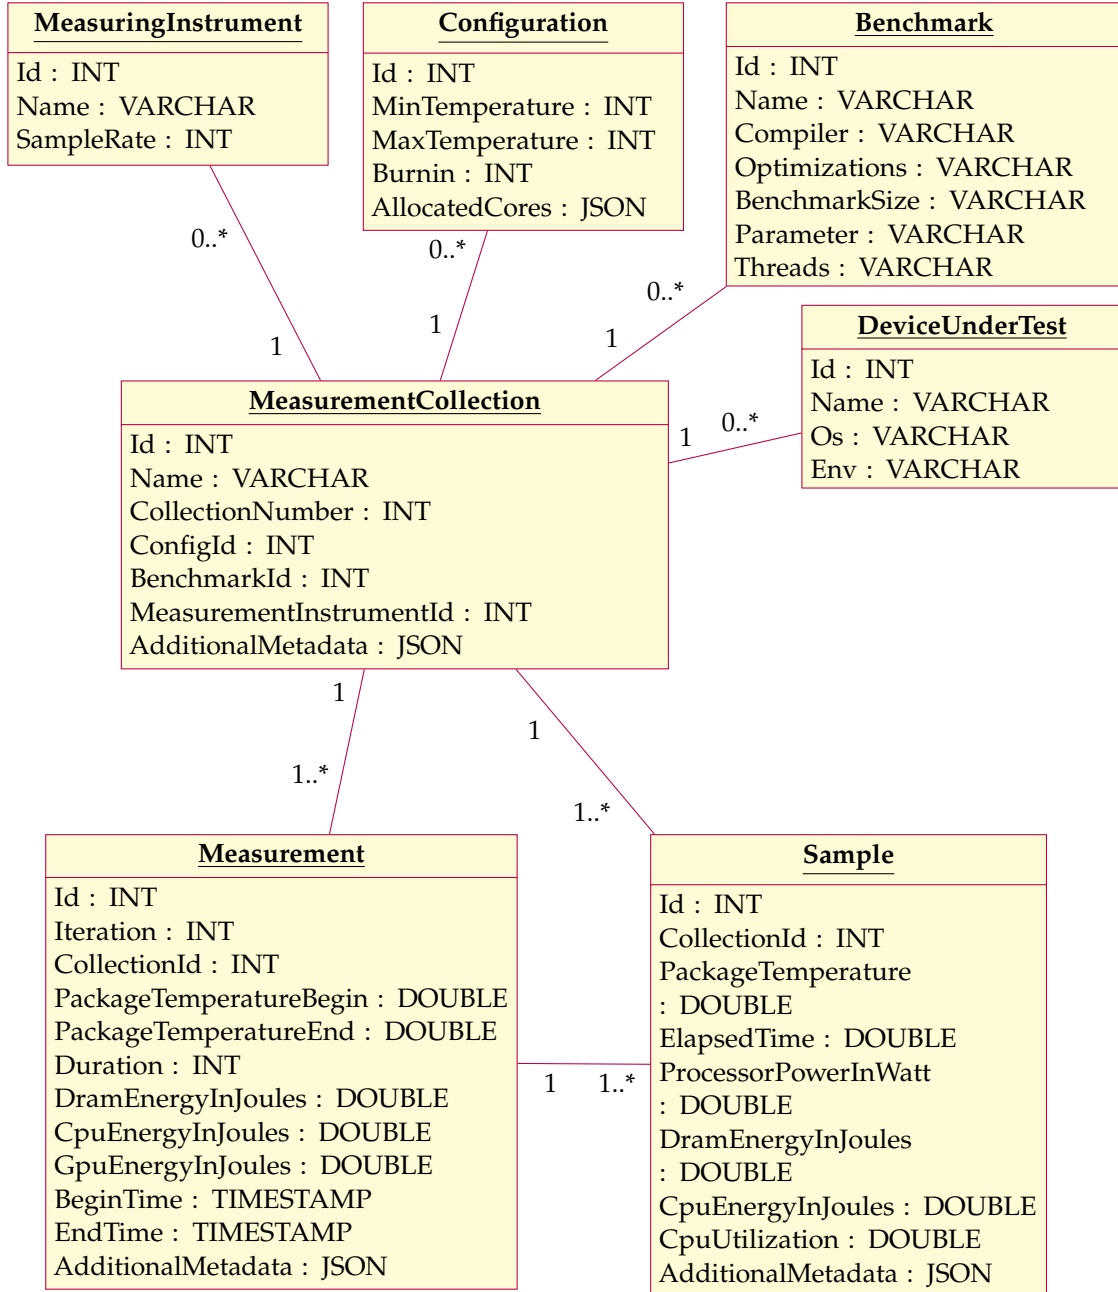 MeasuringInstrument
Id : INT
Name : VARCHAR
SampleRate : INT
Configuration
Id : INT
MinTemperature : INT
MaxTemperature : INT
Burnin : INT
AllocatedCores : JSON
Benchmark
Id : INT
Name : VARCHAR
Compiler : VARCHAR
Optimizations : VARCHAR
BenchmarkSize : VARCHAR
Parameter : VARCHAR
Threads : VARCHAR
0..*
0..*
0..*
1
1
1
DeviceUnderTest
Id : INT
Name : VARCHAR
Os : VARCHAR
Env : VARCHAR
MeasurementCollection
Id : INT
Name : VARCHAR
CollectionNumber : INT
ConfigId : INT
BenchmarkId : INT
MeasurementInstrumentId : INT
AdditionalMetadata : JSON
1
0..*
1
1
1..*
1..*
Measurement
Id : INT
Iteration : INT
CollectionId : INT
PackageTemperatureBegin : DOUBLE
PackageTemperatureEnd : DOUBLE
Duration : INT
DramEnergyInJoules : DOUBLE
CpuEnergyInJoules : DOUBLE
GpuEnergyInJoules : DOUBLE
BeginTime : TIMESTAMP
EndTime : TIMESTAMP
AdditionalMetadata : JSON
1
1..*
Sample
Id : INT
CollectionId : INT
PackageTemperature
: DOUBLE
ElapsedTime : DOUBLE
ProcessorPowerInWatt
: DOUBLE
DramEnergyInJoules
: DOUBLE
CpuEnergyInJoules : DOUBLE
CpuUtilization : DOUBLE
AdditionalMetadata : JSON